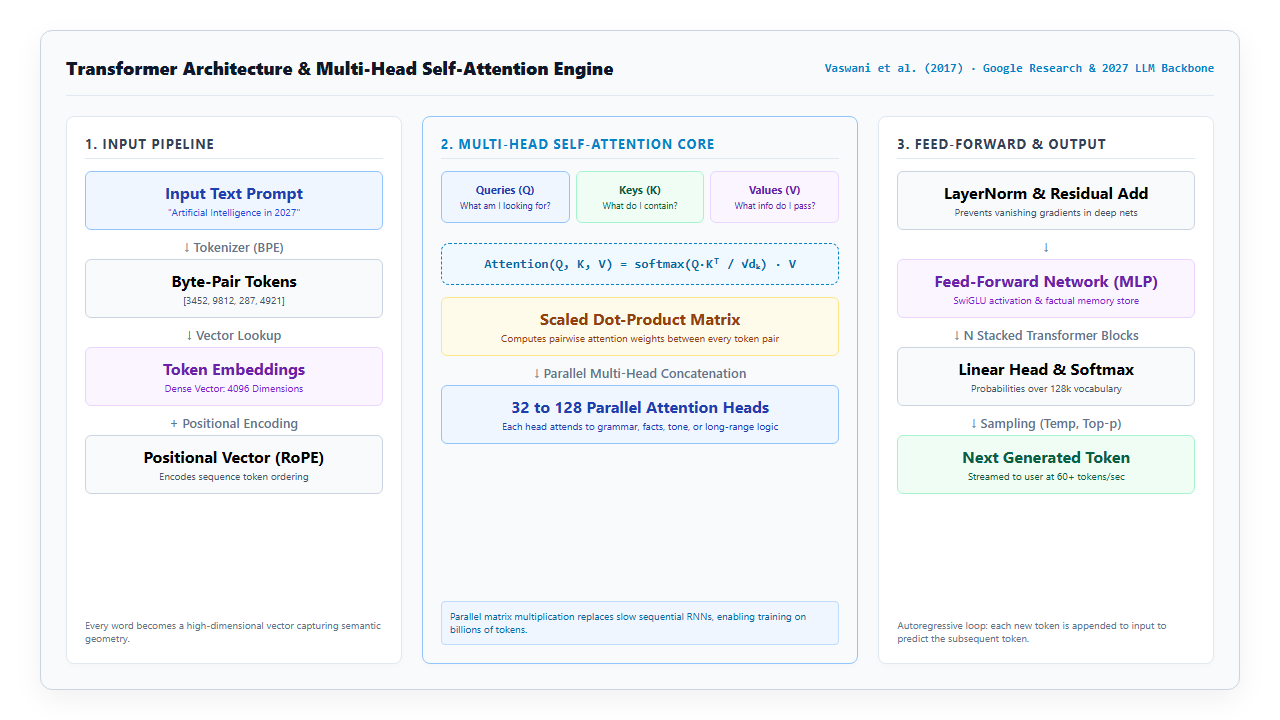 Transformer Architecture & Multi-Head Self-Attention Engine
Vaswani et al. (2017) · Google Research & 2027 LLM Backbone
1. INPUT PIPELINE
Input Text Prompt
"Artificial Intelligence in 2027"
↓ Tokenizer (BPE)
Byte-Pair Tokens
[3452, 9812, 287, 4921]
↓ Vector Lookup
Token Embeddings
Dense Vector: 4096 Dimensions
+ Positional Encoding
Positional Vector (RoPE)
Encodes sequence token ordering
Every word becomes a high-dimensional vector capturing semantic
geometry.
2. MULTI-HEAD SELF-ATTENTION CORE
Queries (Q)
What am I looking for?
Keys (K)
What do I contain?
Values (V)
What info do I pass?
Attention(Q, K, V) = softmax(Q·Kᵀ / √dₖ) · V
Scaled Dot-Product Matrix
Computes pairwise attention weights between every token pair
↓ Parallel Multi-Head Concatenation
32 to 128 Parallel Attention Heads
Each head attends to grammar, facts, tone, or long-range logic
Parallel matrix multiplication replaces slow sequential RNNs, enabling training on
billions of tokens.
3. FEED-FORWARD & OUTPUT
LayerNorm & Residual Add
Prevents vanishing gradients in deep nets
↓
Feed-Forward Network (MLP)
SwiGLU activation & factual memory store
↓ N Stacked Transformer Blocks
Linear Head & Softmax
Probabilities over 128k vocabulary
↓ Sampling (Temp, Top-p)
Next Generated Token
Streamed to user at 60+ tokens/sec
Autoregressive loop: each new token is appended to input to
predict the subsequent token.